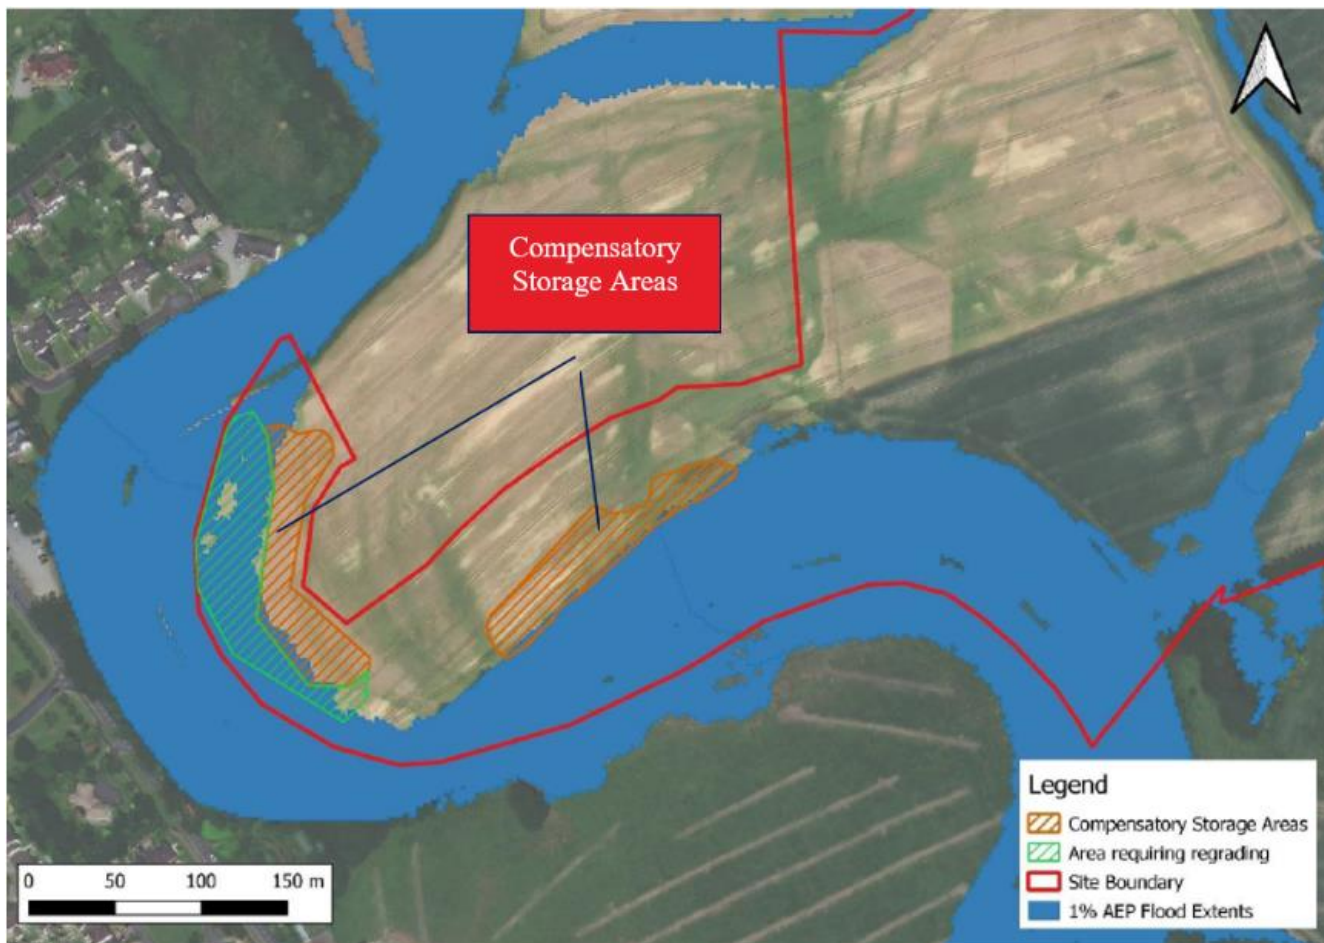 Compensatory
Storage Areas
Legend
Compensatory Storage Areas
Area requiring regrading
Site Boundary
1% AEP Flood Extents
0 50 100 150 m